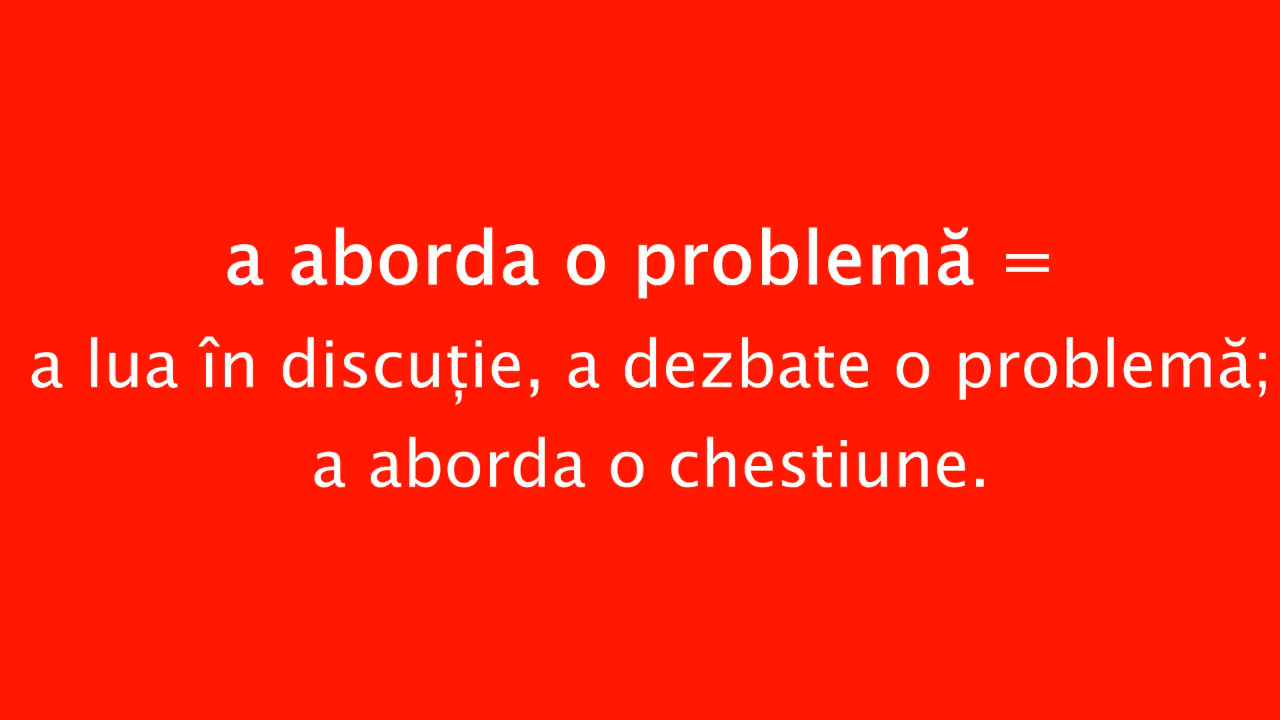 a aborda o problemă =
a lua în discuție, a dezbate o problemă;
a aborda o chestiune.